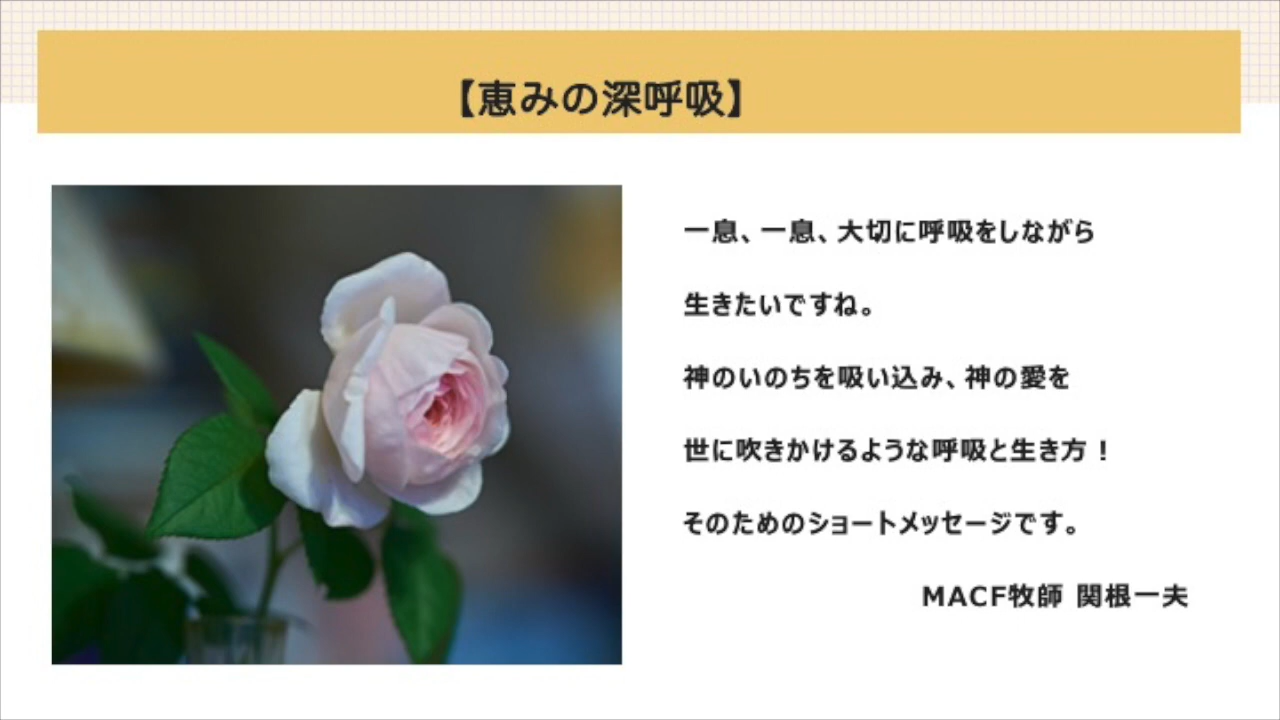 【恵みの深呼吸】
一息、一息、大切に呼吸をしながら
生きたいですね。
神のいのちを吸い込み、神の愛を
世に吹きかけるような呼吸と生き方！
そのためのショートメッセージです。
MACF牧師 関根一夫